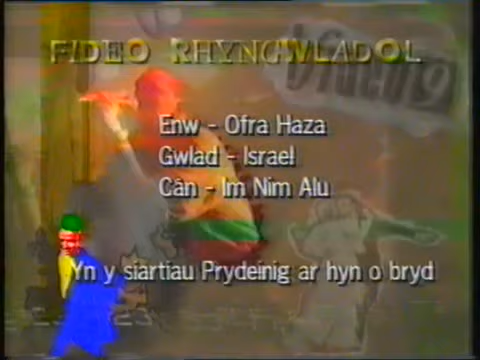 FIDEO RHYNGWLADOL
Enw - Ofra Haza
Gwlad - Israel
Cân - Im Nim Alu
Yn y siartiau Prydeinig ar hyn o bryd